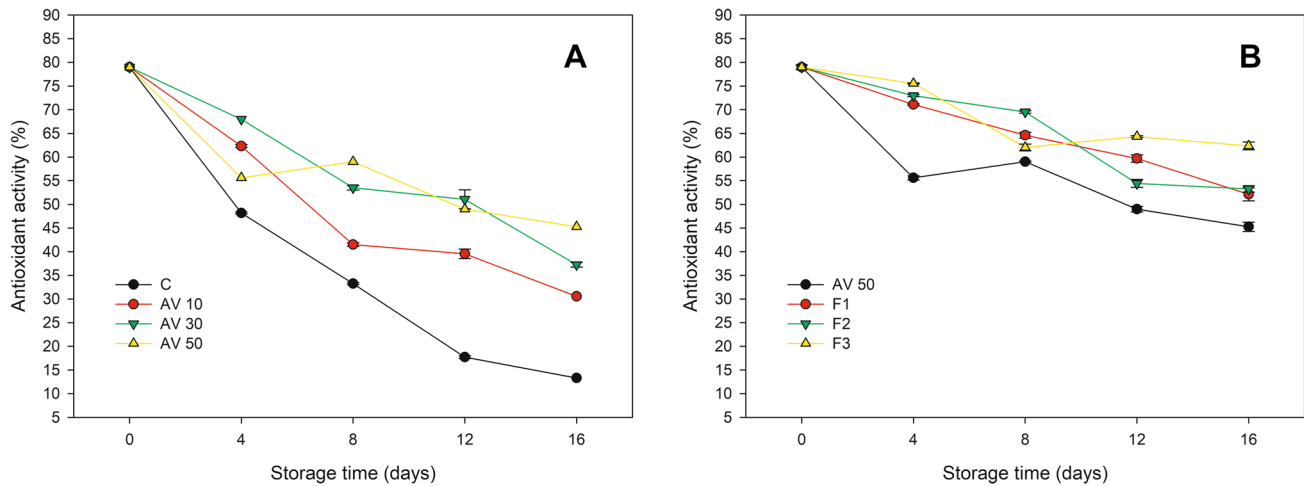 A
Antioxidant activity (%)
90
85
80
75
70
65
60
55
50
45
40
35
30
25
20
15
10
5
C
AV 10
AV 30
AV 50
0 4 8 12 16
Storage time (days)
B
Antioxidant activity (%)
90
85
80
75
70
65
60
55
50
45
40
35
30
25
20
15
10
5
AV 50
F1
F2
F3
0 4 8 12 16
Storage time (days)